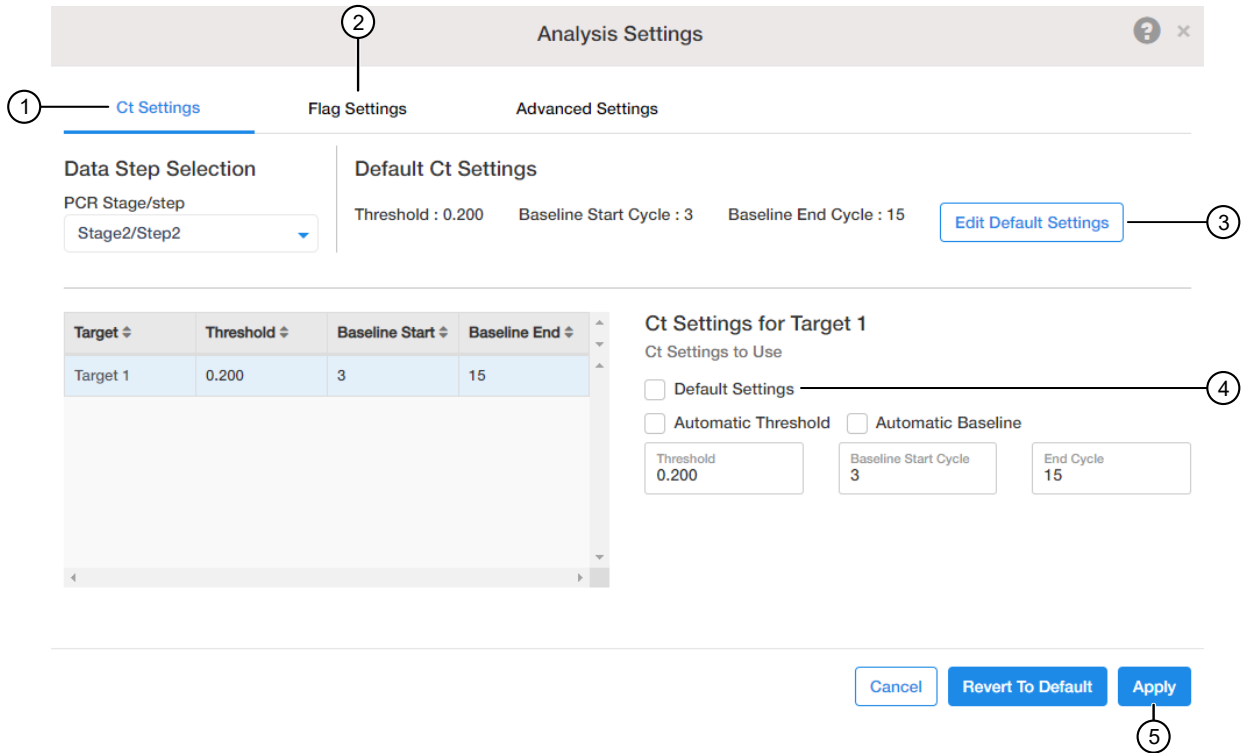 2
Analysis Settings
? ×
1
Ct Settings Flag Settings Advanced Settings
Data Step Selection
PCR Stage/step
Stage2/Step2
Default Ct Settings
Threshold : 0.200 Baseline Start Cycle : 3 Baseline End Cycle : 15 Edit Default Settings
3
Target Threshold Baseline Start Baseline End
Target 1 0.200 3 15
Ct Settings for Target 1
Ct Settings to Use
Default Settings
4
Automatic Threshold Automatic Baseline
Threshold Baseline Start Cycle End Cycle
0.200 3 15
Cancel Revert To Default Apply
5